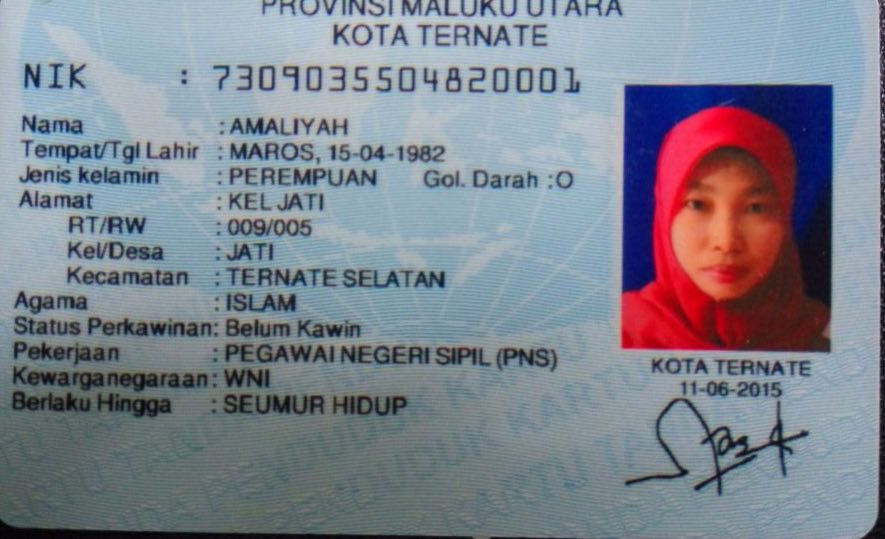 PROVINSI MALUKU UTARA
KOTA TERNATE
NIK : 7309035504820001
Nama : AMALIYAH
Tempat/Tgl Lahir : MAROS, 15-04-1982
Jenis kelamin : PEREMPUAN Gol. Darah :O
Alamat : KEL JATI
RT/RW : 009/005
Kel/Desa : JATI
Kecamatan : TERNATE SELATAN
Agama : ISLAM
Status Perkawinan: Belum Kawin
Pekerjaan : PEGAWAI NEGERI SIPIL (PNS)
Kewarganegaraan: WNI
Berlaku Hingga : SEUMUR HIDUP
KOTA TERNATE
11-06-2015